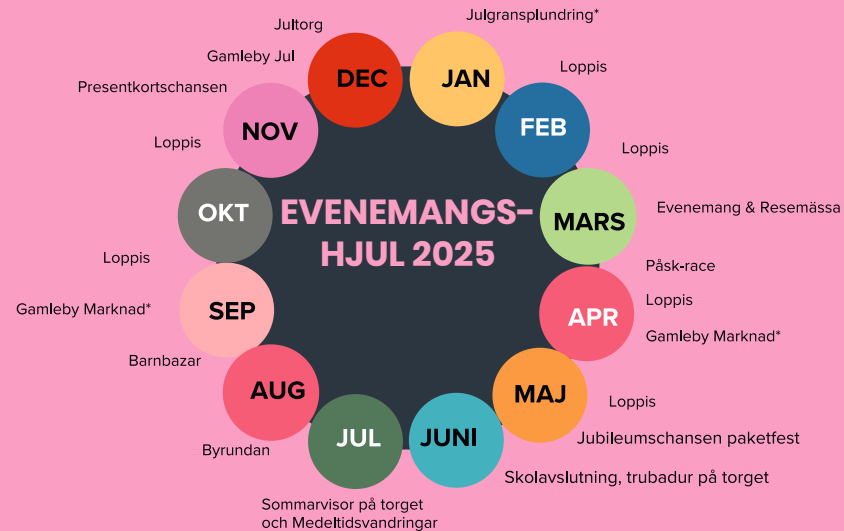 EVENEMANGS-
HJUL 2025
JAN
Julgransplundring*
FEB
Loppis
MARS
Loppis
Evenemang & Resemässa
APR
Påsk-race
Loppis
Gamleby Marknad*
MAJ
Loppis
Jubileumschansen paketfest
JUNI
Skolavslutning, trubadur på torget
JUL
Sommarvisor på torget
och Medeltidsvandringar
AUG
Byrundan
SEP
Barnbazar
Gamleby Marknad*
Loppis
OKT
Loppis
NOV
Presentkortschansen
Gamleby Jul
DEC
Jultorg